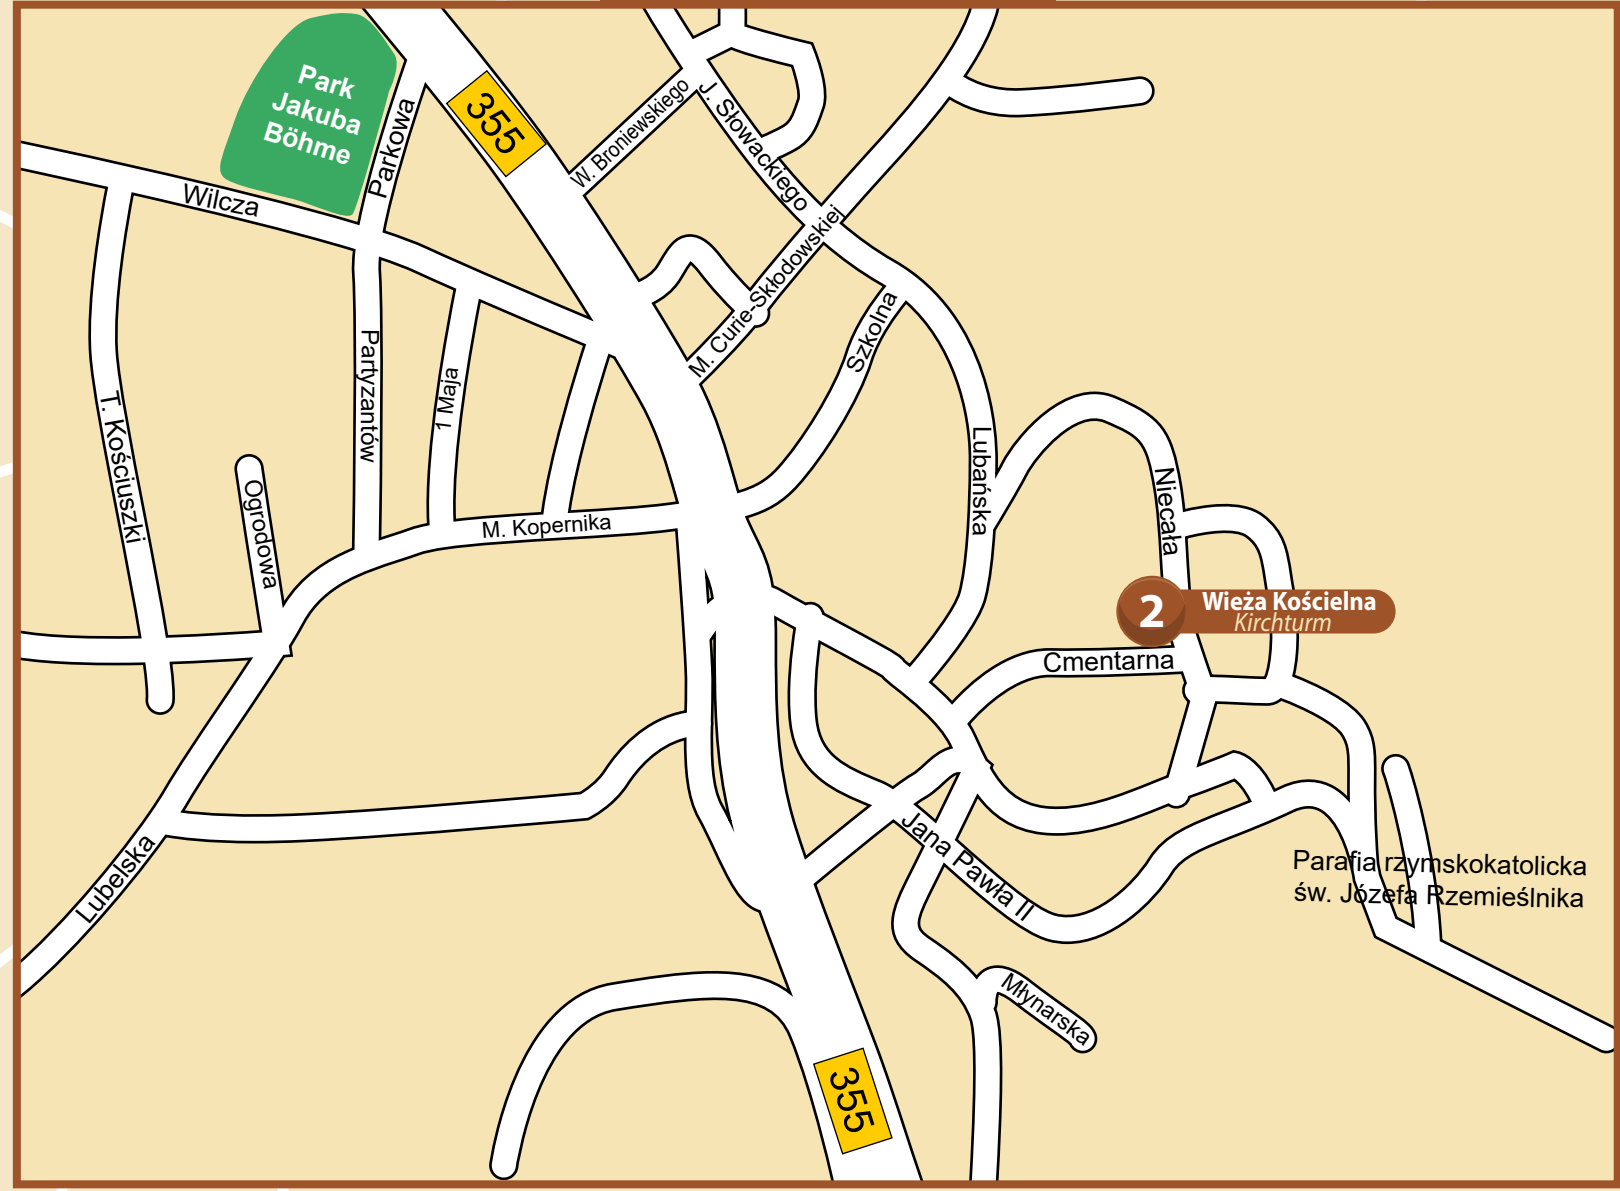 Park
Jakuba
Böhme
355
Parkowa
W. Broniewskiego
J. Słowackiego
Wilcza
M. Curie-Skłodowskiej
Szkolna
Partyzantów
1 Maja
T. Kościuszki
Ogrodowa
M. Kopernika
Lubańska
Niecała
2
Wieża Kościelna
Kirchturm
Cmentarna
Lubelska
Jana Pawła II
Parafia rzymskokatolicka
św. Józefa Rzemieślnika
Młynarska
355